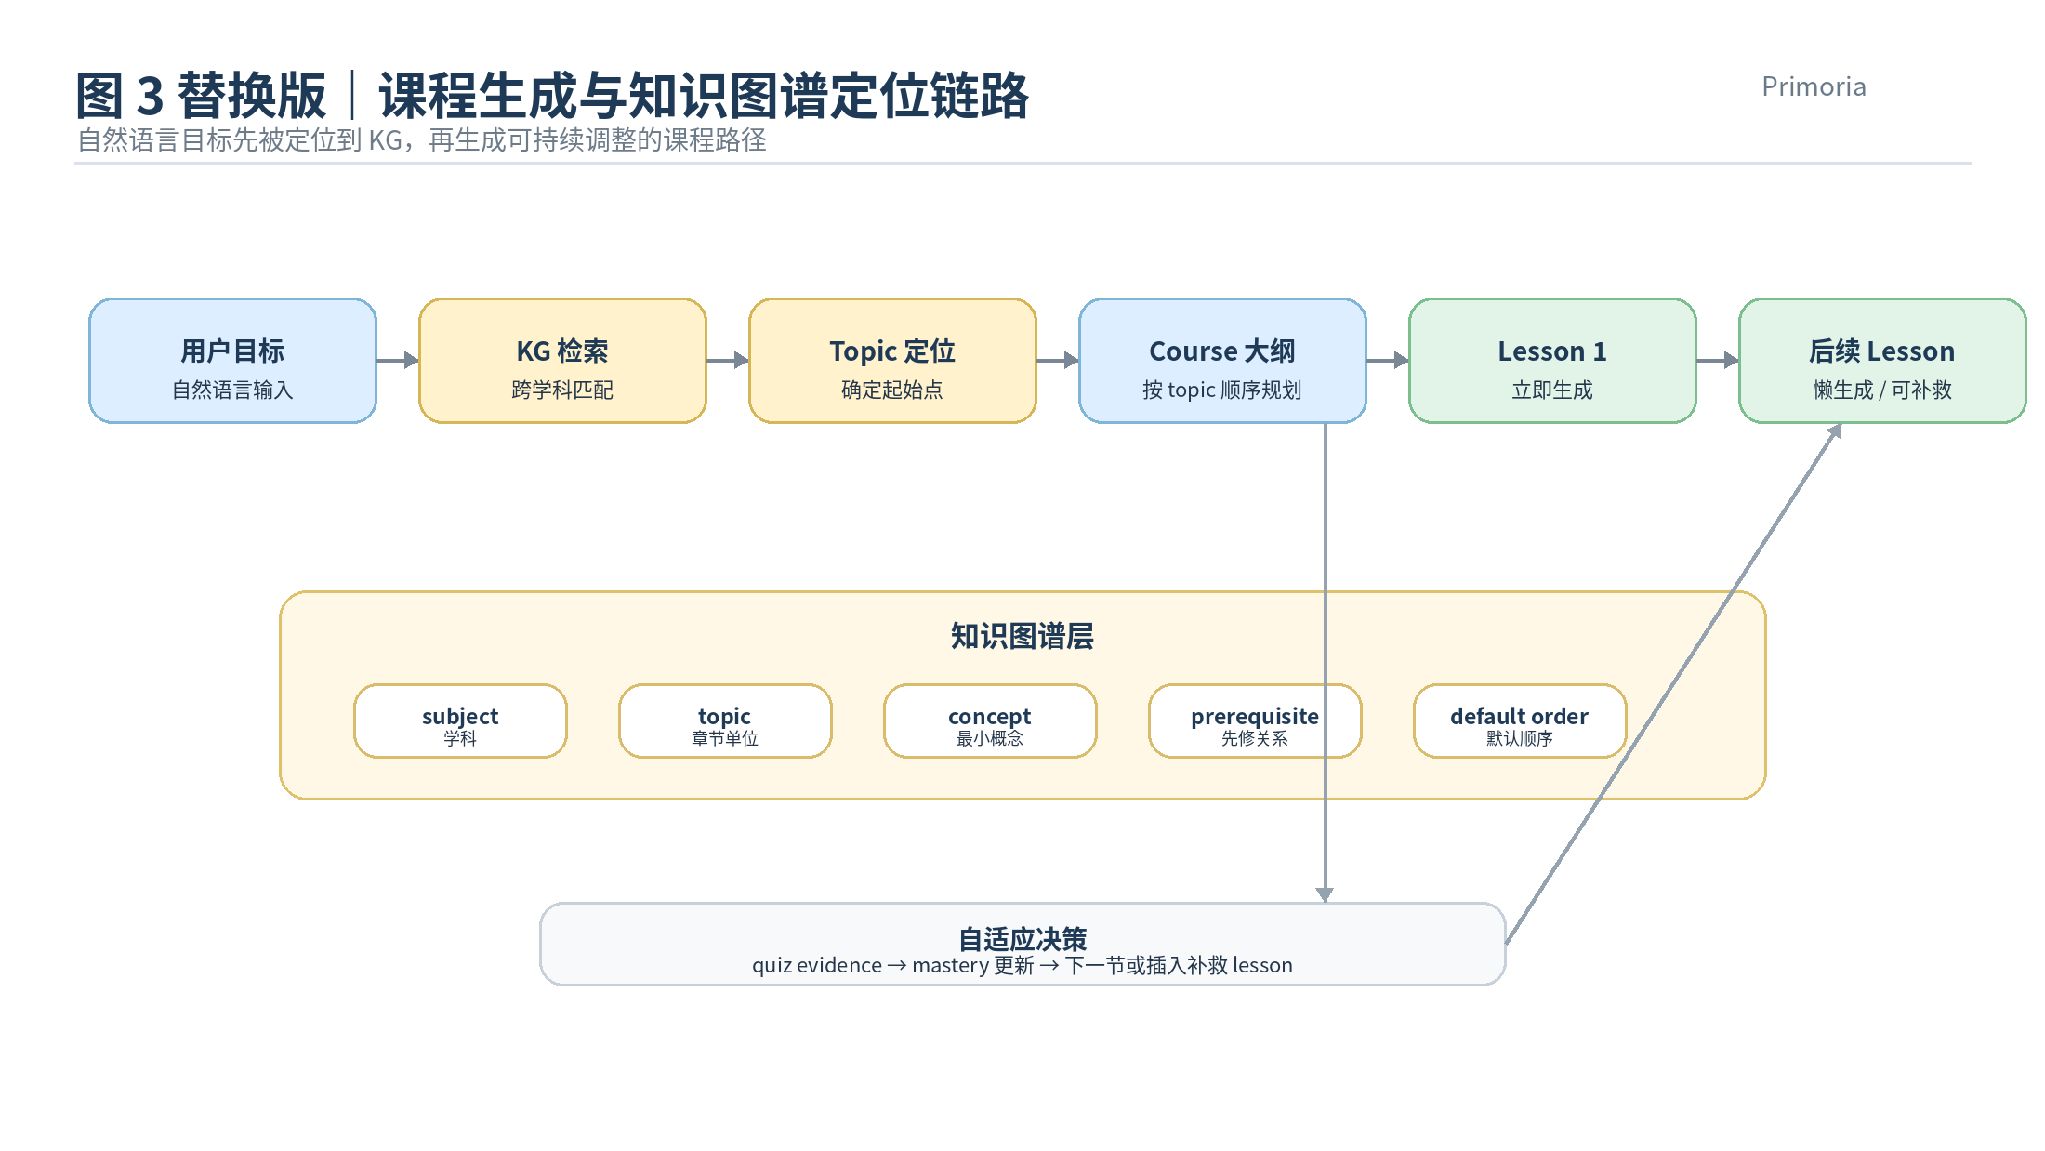 图 3 替换版｜课程生成与知识图谱定位链路
Primoria
自然语言目标先被定位到 KG，再生成可持续调整的课程路径
用户目标
自然语言输入
KG 检索
跨学科匹配
Topic 定位
确定起始点
Course 大纲
按 topic 顺序规划
Lesson 1
立即生成
后续 Lesson
懒生成 / 可补救
知识图谱层
subject
学科
topic
章节单位
concept
最小概念
prerequisite
先修关系
default order
默认顺序
自适应决策
quiz evidence → mastery 更新 → 下一节或插入补救 lesson